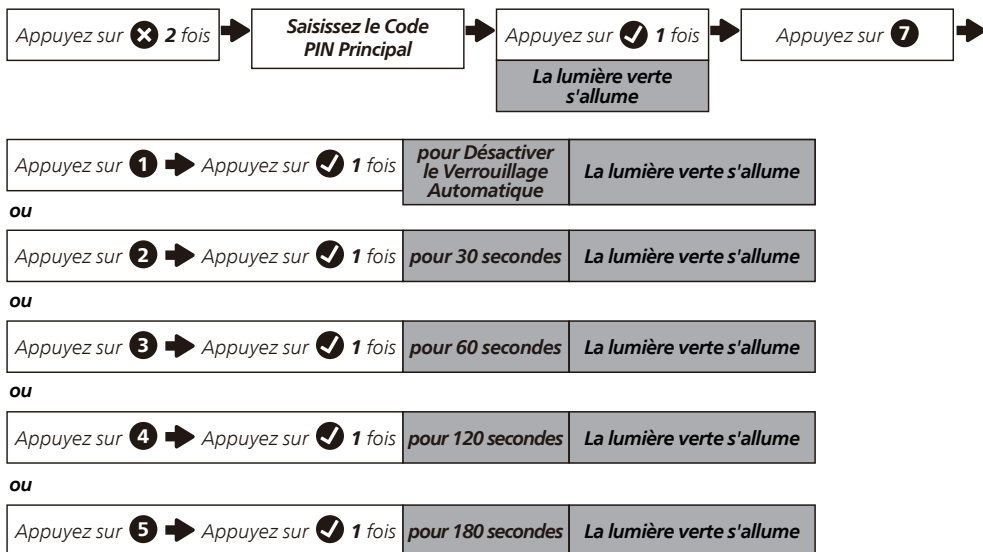 Appuyez sur ✖ 2 fois ➡ Saisissez le Code PIN Principal ➡ Appuyez sur ✔ 1 fois ➡ Appuyez sur 7 ➡
La lumière verte
s'allume
Appuyez sur 1 ➡ Appuyez sur ✔ 1 fois pour Désactiver le Verrouillage Automatique La lumière verte s'allume
ou
Appuyez sur 2 ➡ Appuyez sur ✔ 1 fois pour 30 secondes La lumière verte s'allume
ou
Appuyez sur 3 ➡ Appuyez sur ✔ 1 fois pour 60 secondes La lumière verte s'allume
ou
Appuyez sur 4 ➡ Appuyez sur ✔ 1 fois pour 120 secondes La lumière verte s'allume
ou
Appuyez sur 5 ➡ Appuyez sur ✔ 1 fois pour 180 secondes La lumière verte s'allume